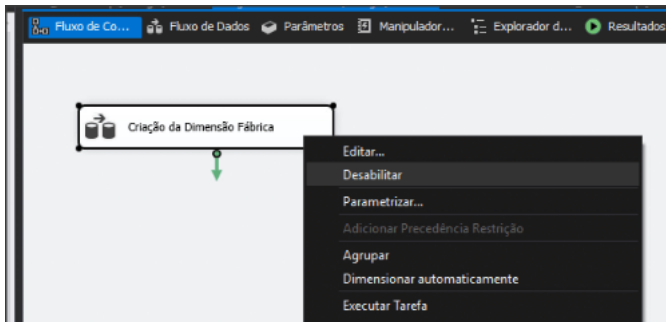 Fluxo de Co... Fluxo de Dados Parâmetros Manipulador... Explorador d... Resultados
Criação da Dimensão Fábrica
Editar...
Desabilitar
Parametrizar...
Adicionar Precedência Restrição
Agrupar
Dimensionar automaticamente
Executar Tarefa